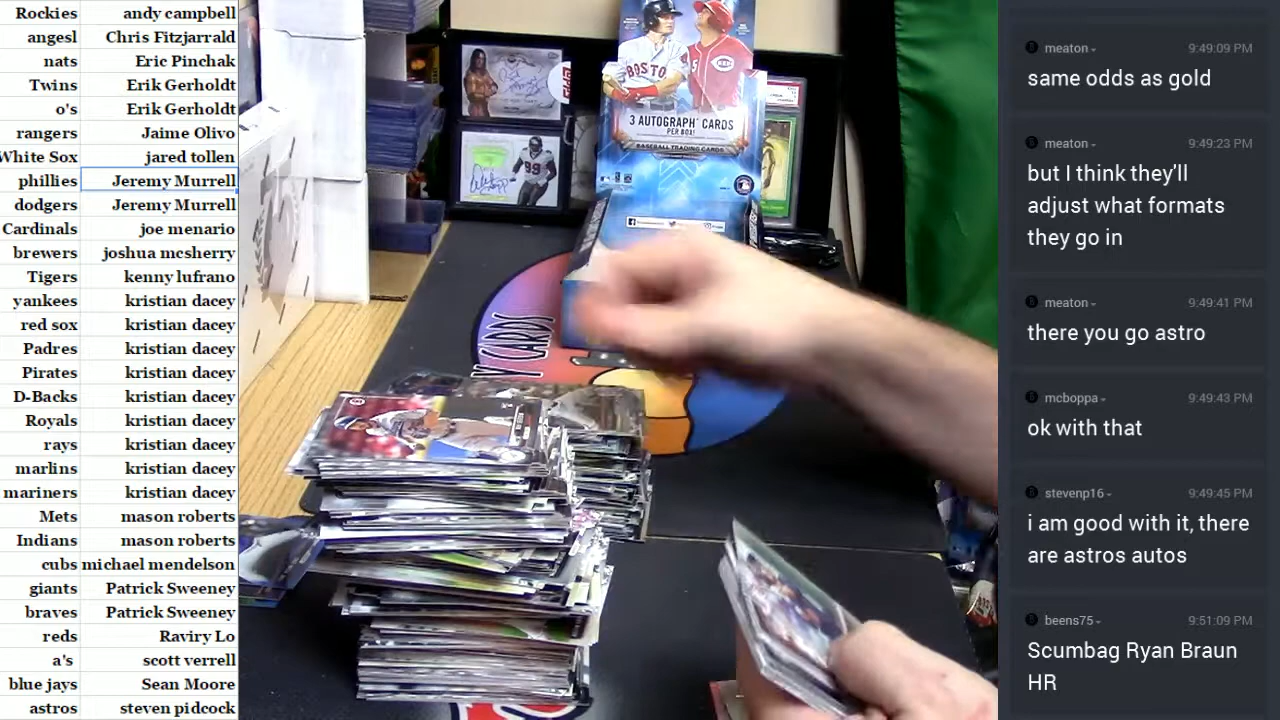 Rockies andy campbell
angesl Chris Fitzjarrald
nats Eric Pinchak
Twins Erik Gerholdt
o's Erik Gerholdt
rangers Jaime Olivo
White Sox jared tollen
phillies Jeremy Murrell
dodgers Jeremy Murrell
Cardinals joe menario
brewers joshua mcsherry
Tigers kenny lufrano
yankees kristian dacey
red sox kristian dacey
Padres kristian dacey
Pirates kristian dacey
D-Backs kristian dacey
Royals kristian dacey
rays kristian dacey
marlins kristian dacey
mariners kristian dacey
Mets mason roberts
Indians mason roberts
cubs michael mendelson
giants Patrick Sweeney
braves Patrick Sweeney
reds Raviry Lo
a's scott verrell
blue jays Sean Moore
astros steven pidcock
BOSTON
REDS
3 AUTOGRAPH CARDS
PER BOX!
BASEBALL TRADING CARDS
99
V CARDS
meaton 9:49:09 PM
same odds as gold
meaton 9:49:23 PM
but I think they'll
adjust what formats
they go in
meaton 9:49:41 PM
there you go astro
mcboppa 9:49:43 PM
ok with that
stevenp16 9:49:45 PM
i am good with it, there
are astros autos
beens75 9:51:09 PM
Scumbag Ryan Braun
HR